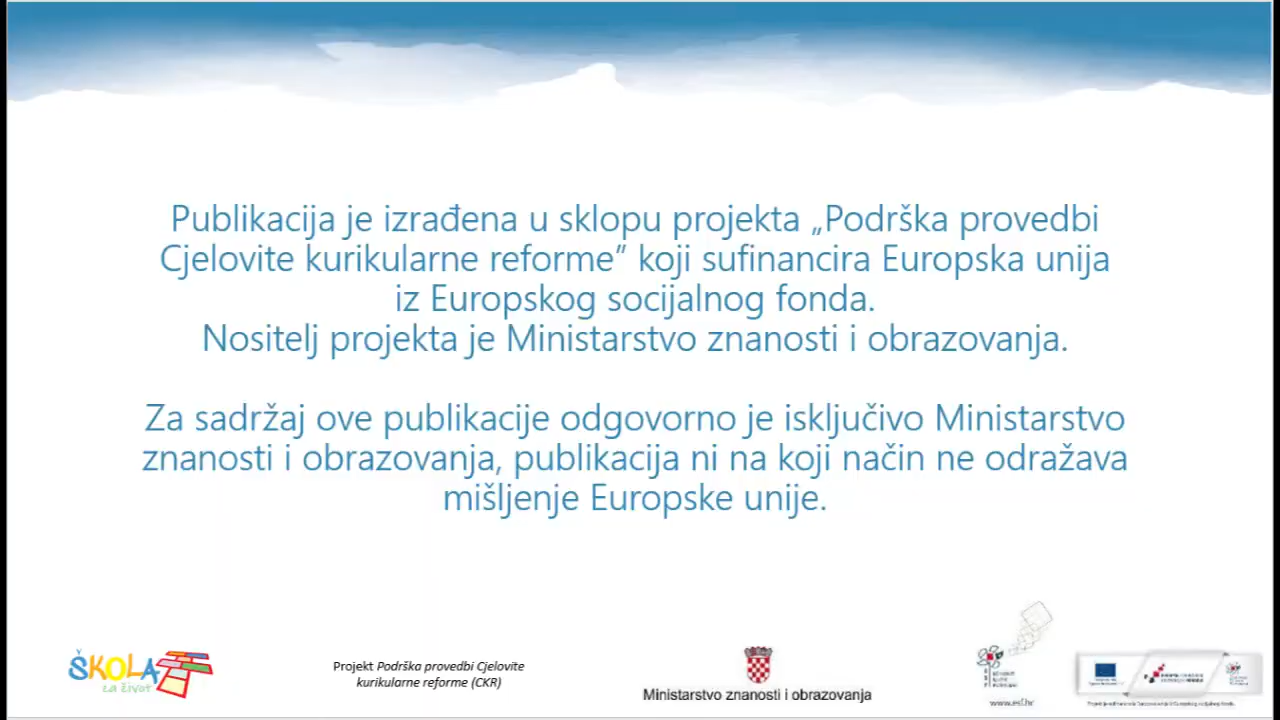 Publikacija je izrađena u sklopu projekta „Podrška provedbi
Cjelovite kurikularne reforme” koji sufinancira Europska unija
iz Europskog socijalnog fonda.
Nositelj projekta je Ministarstvo znanosti i obrazovanja.
Za sadržaj ove publikacije odgovorno je isključivo Ministarstvo
znanosti i obrazovanja, publikacija ni na koji način ne odražava
mišljenje Europske unije.
ŠKOLA
za život
Projekt Podrška provedbi Cjelovite
kurikularne reforme (CKR)
Ministarstvo znanosti i obrazovanja
www.esf.hr